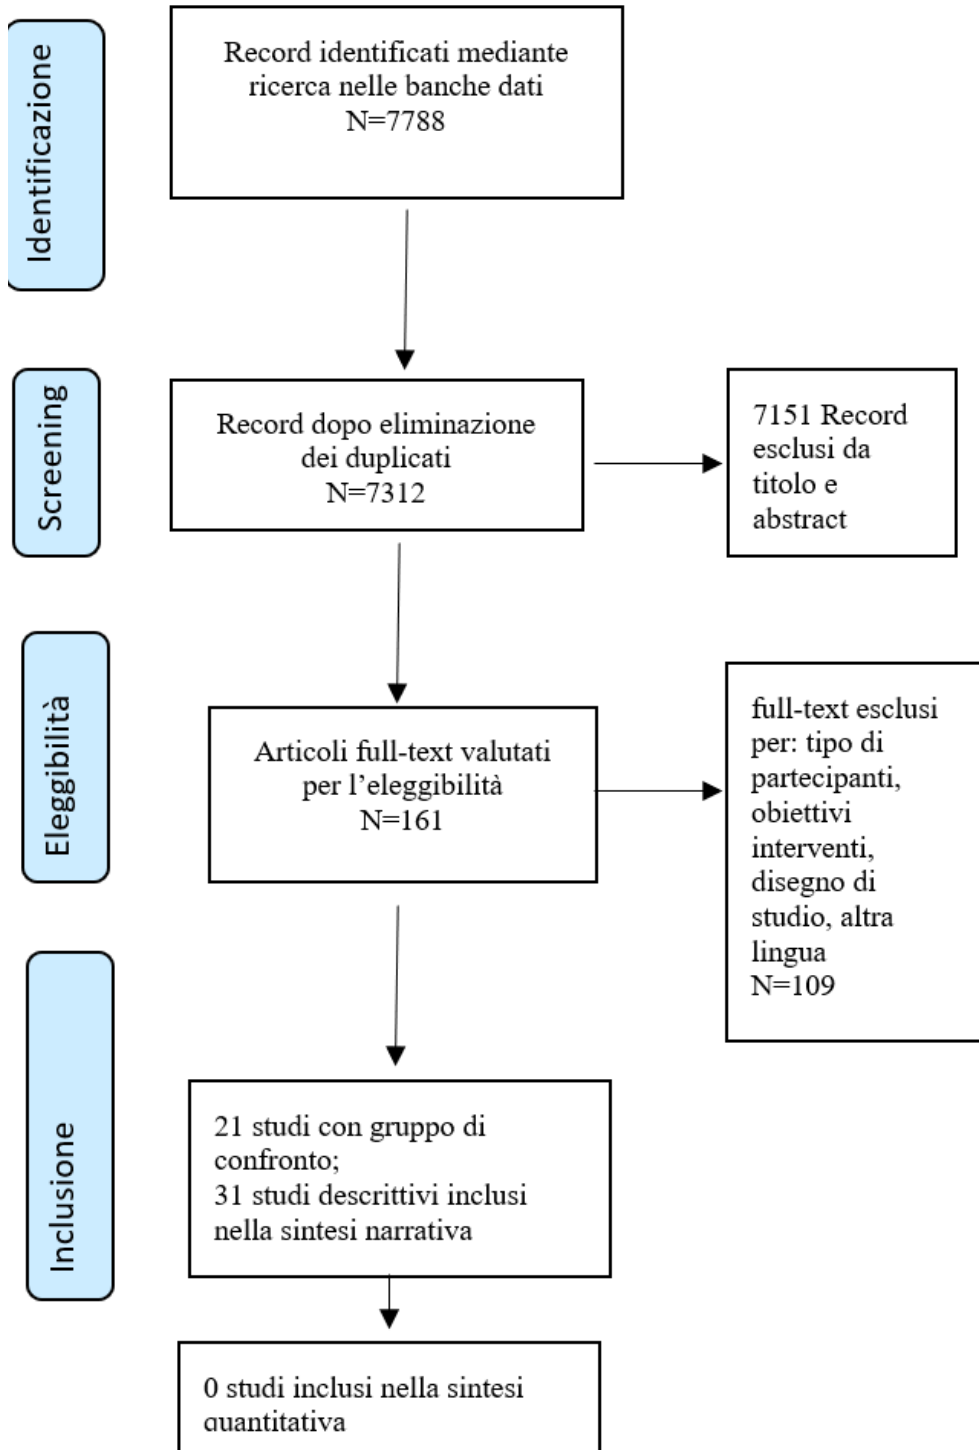 Identificazione
Record identificati mediante
ricerca nelle banche dati
N=7788
Screening
Record dopo eliminazione
dei duplicati
N=7312
7151 Record
esclusi da
titolo e
abstract
Eleggibilità
Articoli full-text valutati
per l’eleggibilità
N=161
full-text esclusi
per: tipo di
partecipanti,
obiettivi
interventi,
disegno di
studio, altra
lingua
N=109
Inclusione
21 studi con gruppo di
confronto;
31 studi descrittivi inclusi
nella sintesi narrativa
0 studi inclusi nella sintesi
quantitativa